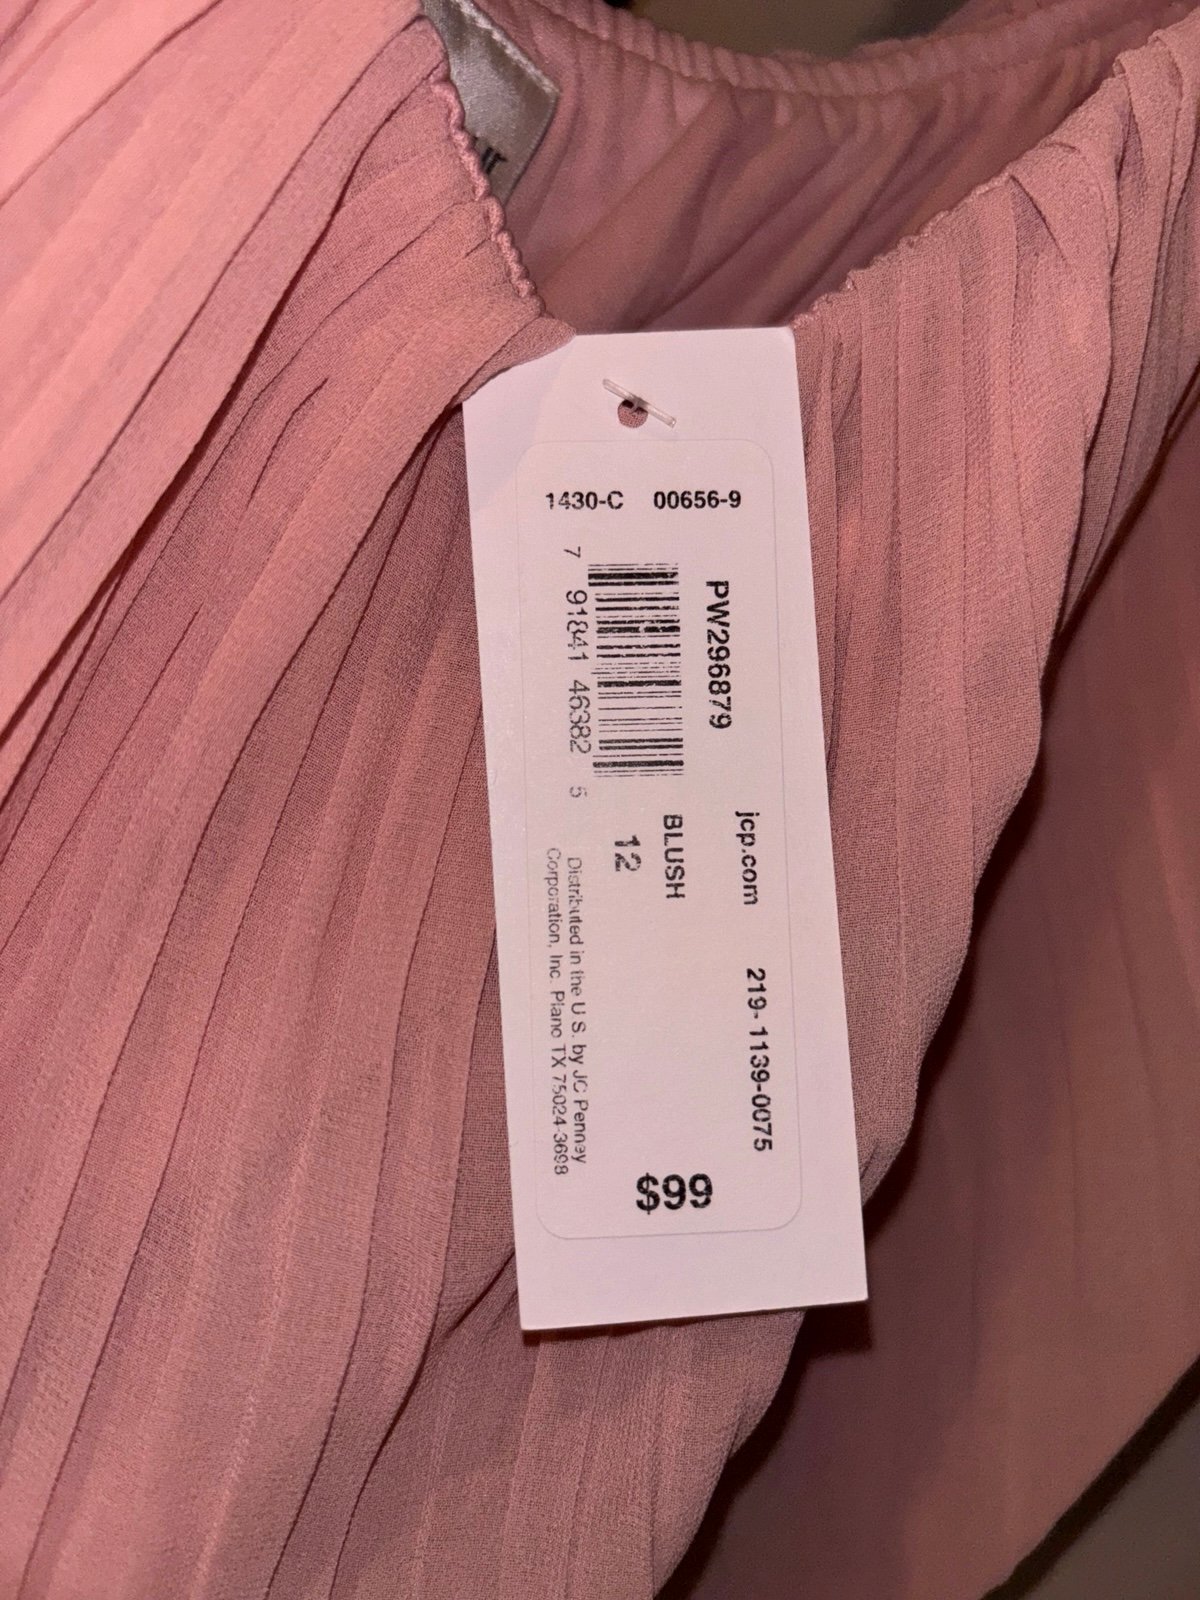 1430-C 00656-9
PW296879
7 91841 46382 5
jcp.com 219-1139-0075
BLUSH
12
Distributed in the U.S. by JC Penney
Corporation, Inc. Plano TX 75024-3698
$99